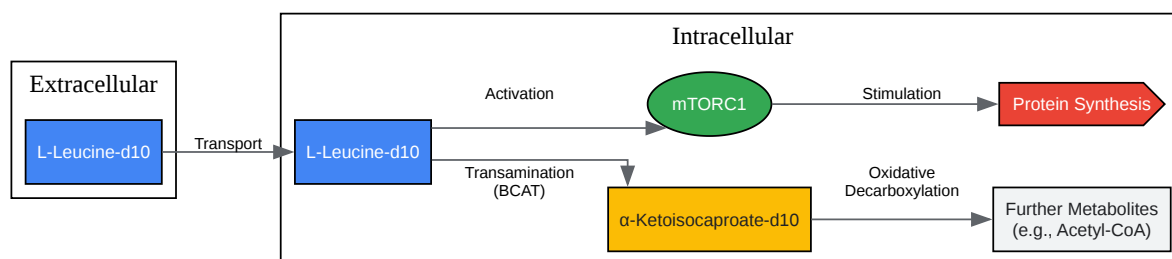 Intracellular
Extracellular
L-Leucine-d10
Transport
L-Leucine-d10
Activation
mTORC1
Stimulation
Protein Synthesis
Transamination
(BCAT)
α-Ketoisocaproate-d10
Oxidative
Decarboxylation
Further Metabolites
(e.g., Acetyl-CoA)